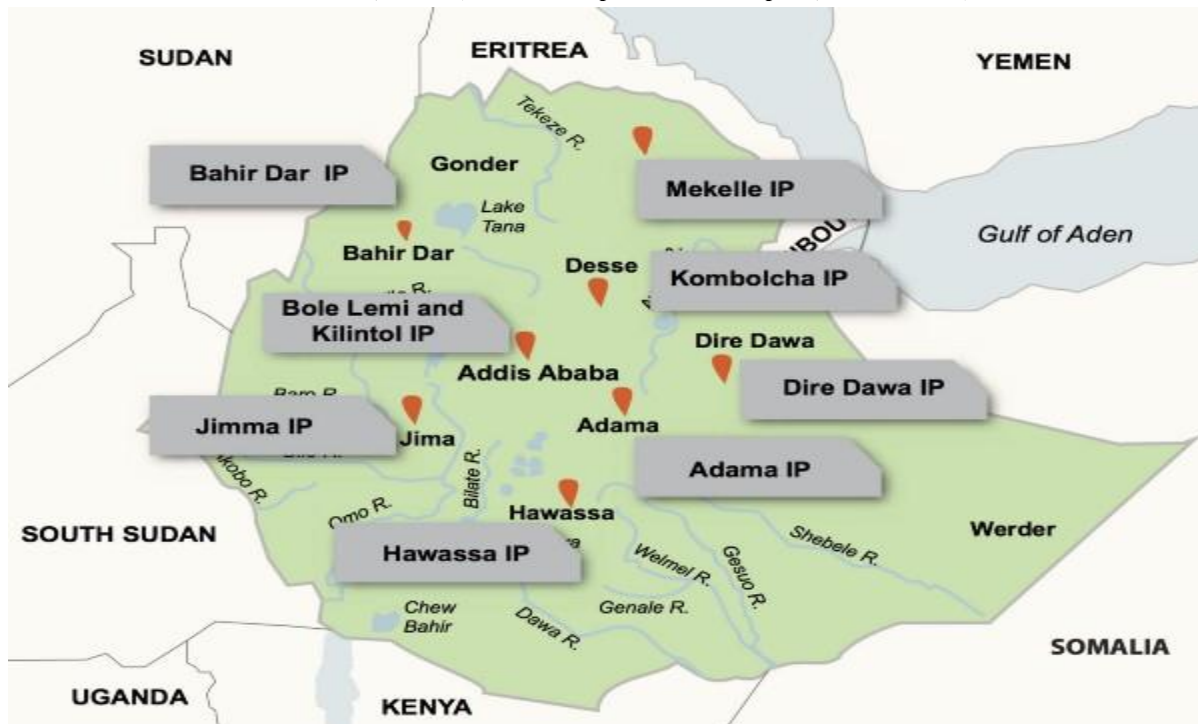 ERITREA
SUDAN
YEMEN
Tekeze R.
Gonder
Bahir Dar IP
Mekelle IP
Lake
Tana
Gulf of Aden
Bahir Dar
Desse
Kombolcha IP
Bole Lemi and
Kilintol IP
Dire Dawa
Addis Ababa
Dire Dawa IP
Jimma IP
Jima
Adama
Bilate R.
Adama IP
Omo R.
Hawassa
SOUTH SUDAN
Hawassa IP
Welmel R.
Gesuo R.
Shebele R.
Werder
Chew
Bahir
Genale R.
Dawa R.
SOMALIA
UGANDA
KENYA